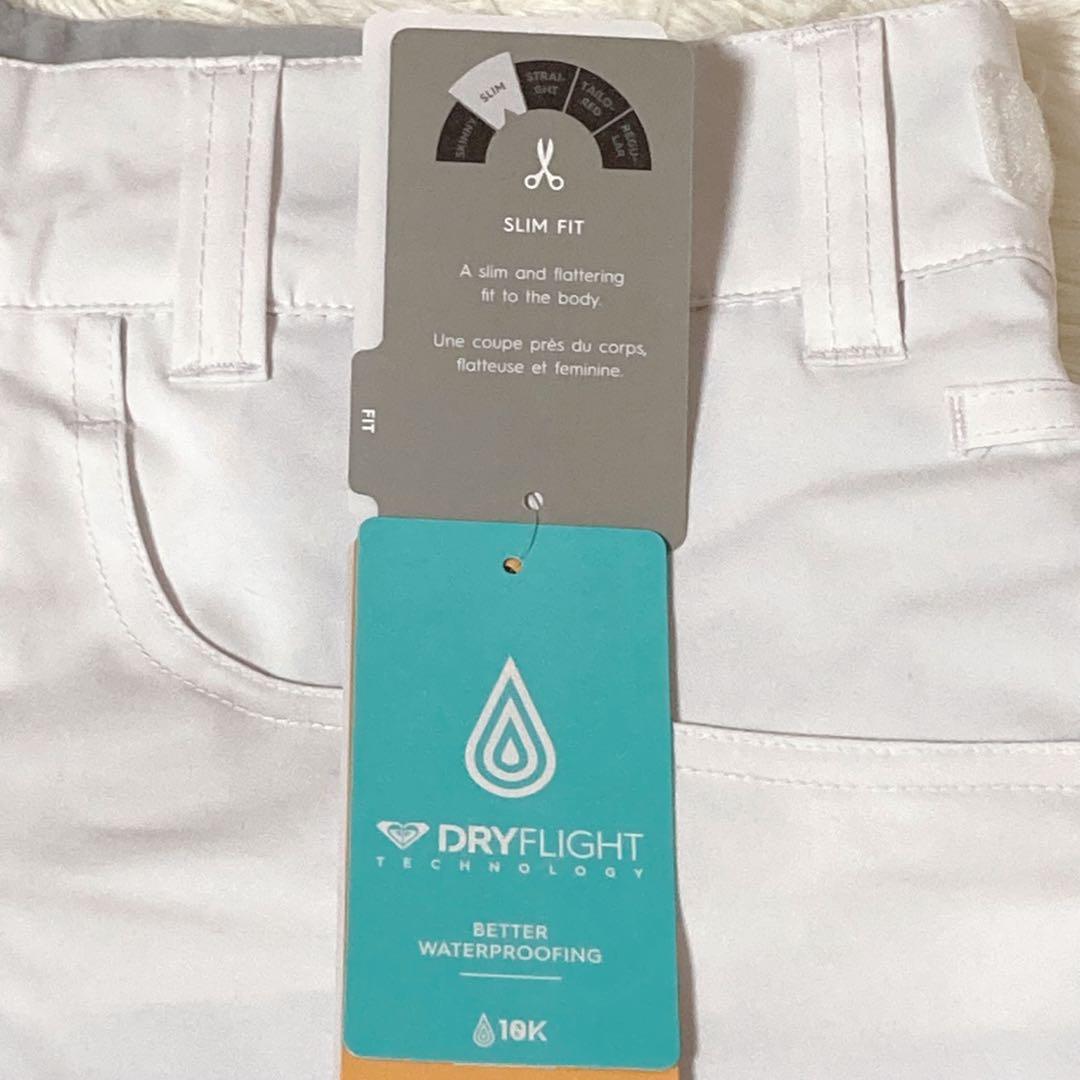 SKINNY
SLIM
STRAI-
GHT
TAILO-
RED
REGU-
LAR
SLIM FIT
A slim and flattering
fit to the body.
Une coupe près du corps,
flatteuse et feminine.
FIT
DRYFLIGHT
TECHNOLOGY
BETTER
WATERPROOFING
10K